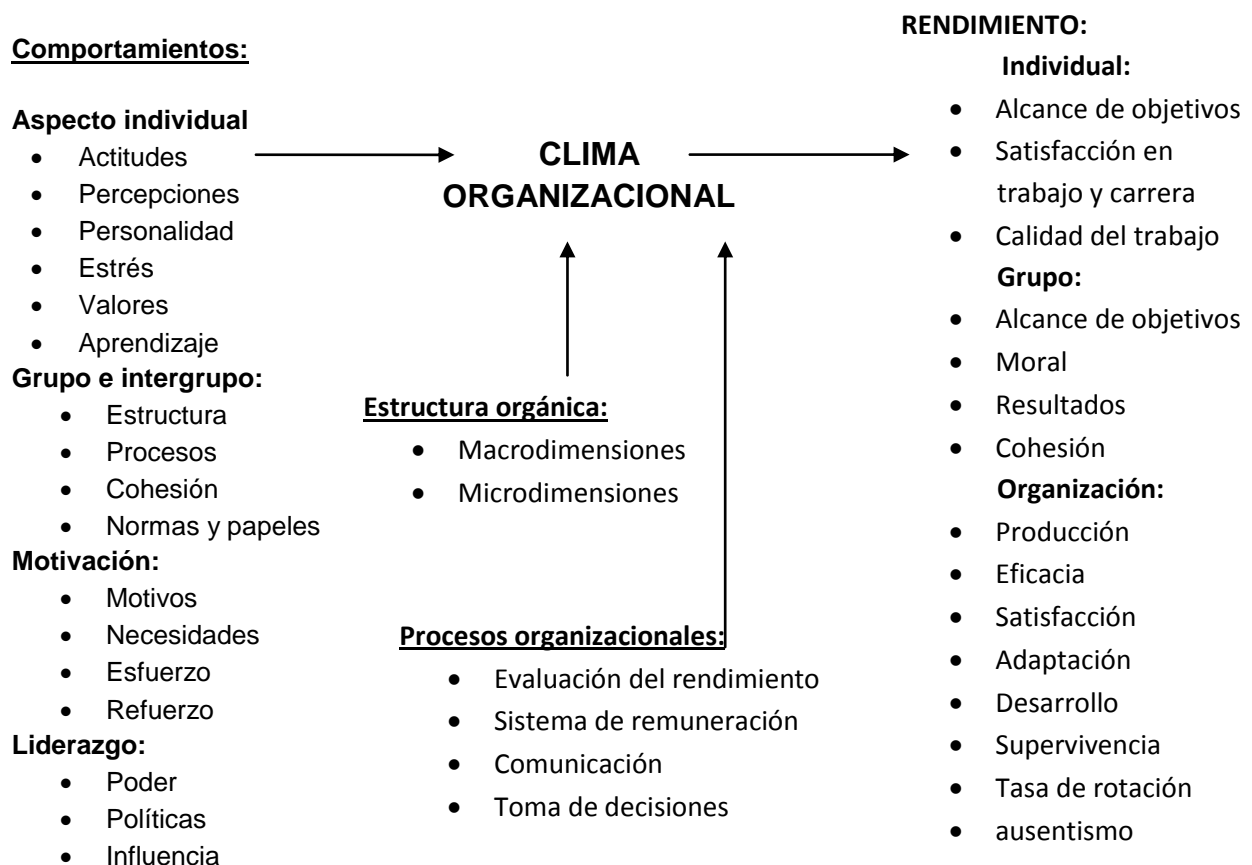 Comportamientos:
Aspecto individual
• Actitudes
• Percepciones
• Personalidad
• Estrés
• Valores
• Aprendizaje
Grupo e intergrupo:
• Estructura
• Procesos
• Cohesión
• Normas y papeles
Motivación:
• Motivos
• Necesidades
• Esfuerzo
• Refuerzo
Liderazgo:
• Poder
• Políticas
• Influencia
CLIMA
ORGANIZACIONAL
Estructura orgánica:
• Macrodimensiones
• Microdimensiones
Procesos organizacionales:
• Evaluación del rendimiento
• Sistema de remuneración
• Comunicación
• Toma de decisiones
RENDIMIENTO:
Individual:
• Alcance de objetivos
• Satisfacción en
trabajo y carrera
• Calidad del trabajo
Grupo:
• Alcance de objetivos
• Moral
• Resultados
• Cohesión
Organización:
• Producción
• Eficacia
• Satisfacción
• Adaptación
• Desarrollo
• Supervivencia
• Tasa de rotación
• ausentismo